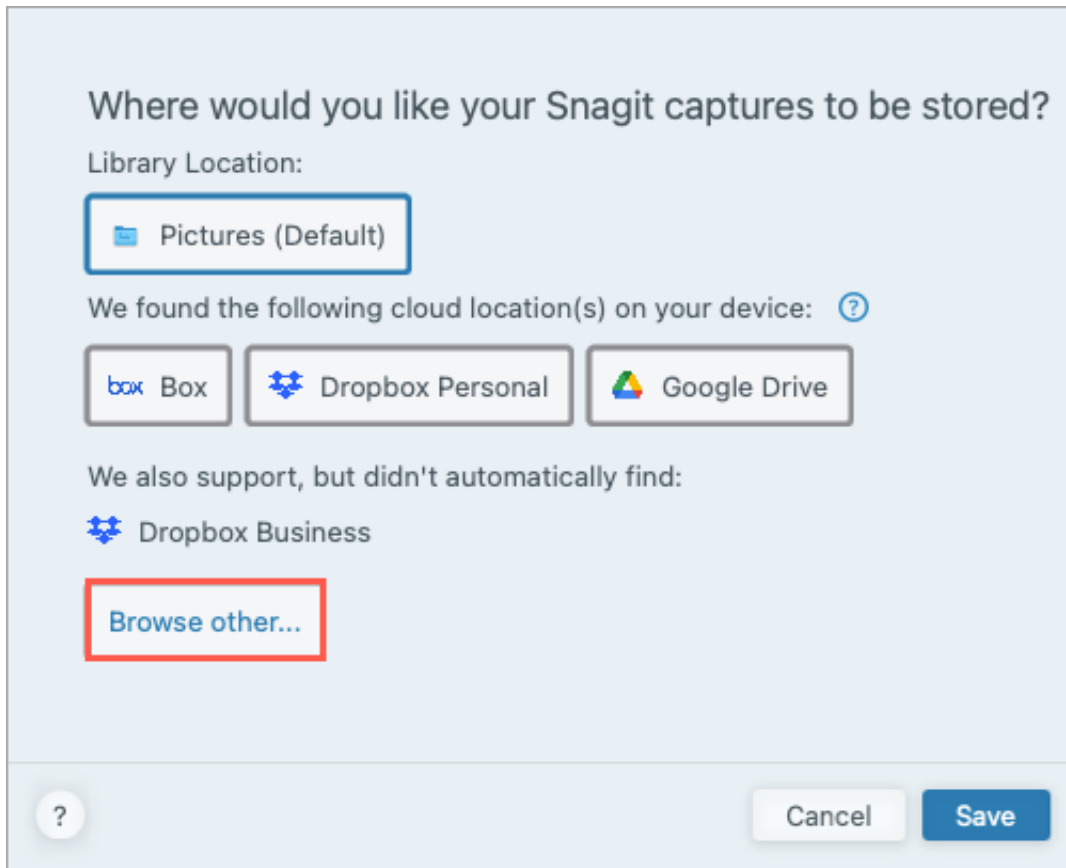 Where would you like your Snagit captures to be stored?
Library Location:
Pictures (Default)
We found the following cloud location(s) on your device: ?
box Box Dropbox Personal Google Drive
We also support, but didn't automatically find:
Dropbox Business
Browse other...
? Cancel Save